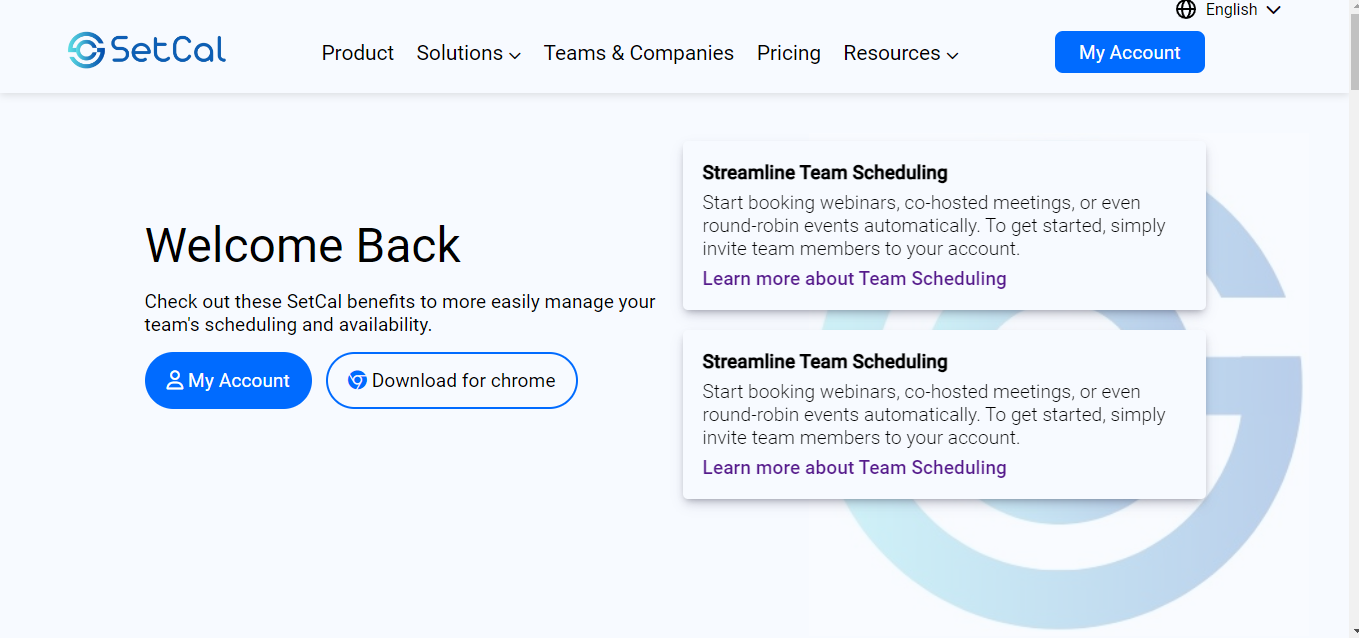 English
SetCal
Product Solutions Teams & Companies Pricing Resources
My Account
Welcome Back
Check out these SetCal benefits to more easily manage your
team's scheduling and availability.
My Account
Download for chrome
Streamline Team Scheduling
Start booking webinars, co-hosted meetings, or even
round-robin events automatically. To get started, simply
invite team members to your account.
Learn more about Team Scheduling
Streamline Team Scheduling
Start booking webinars, co-hosted meetings, or even
round-robin events automatically. To get started, simply
invite team members to your account.
Learn more about Team Scheduling